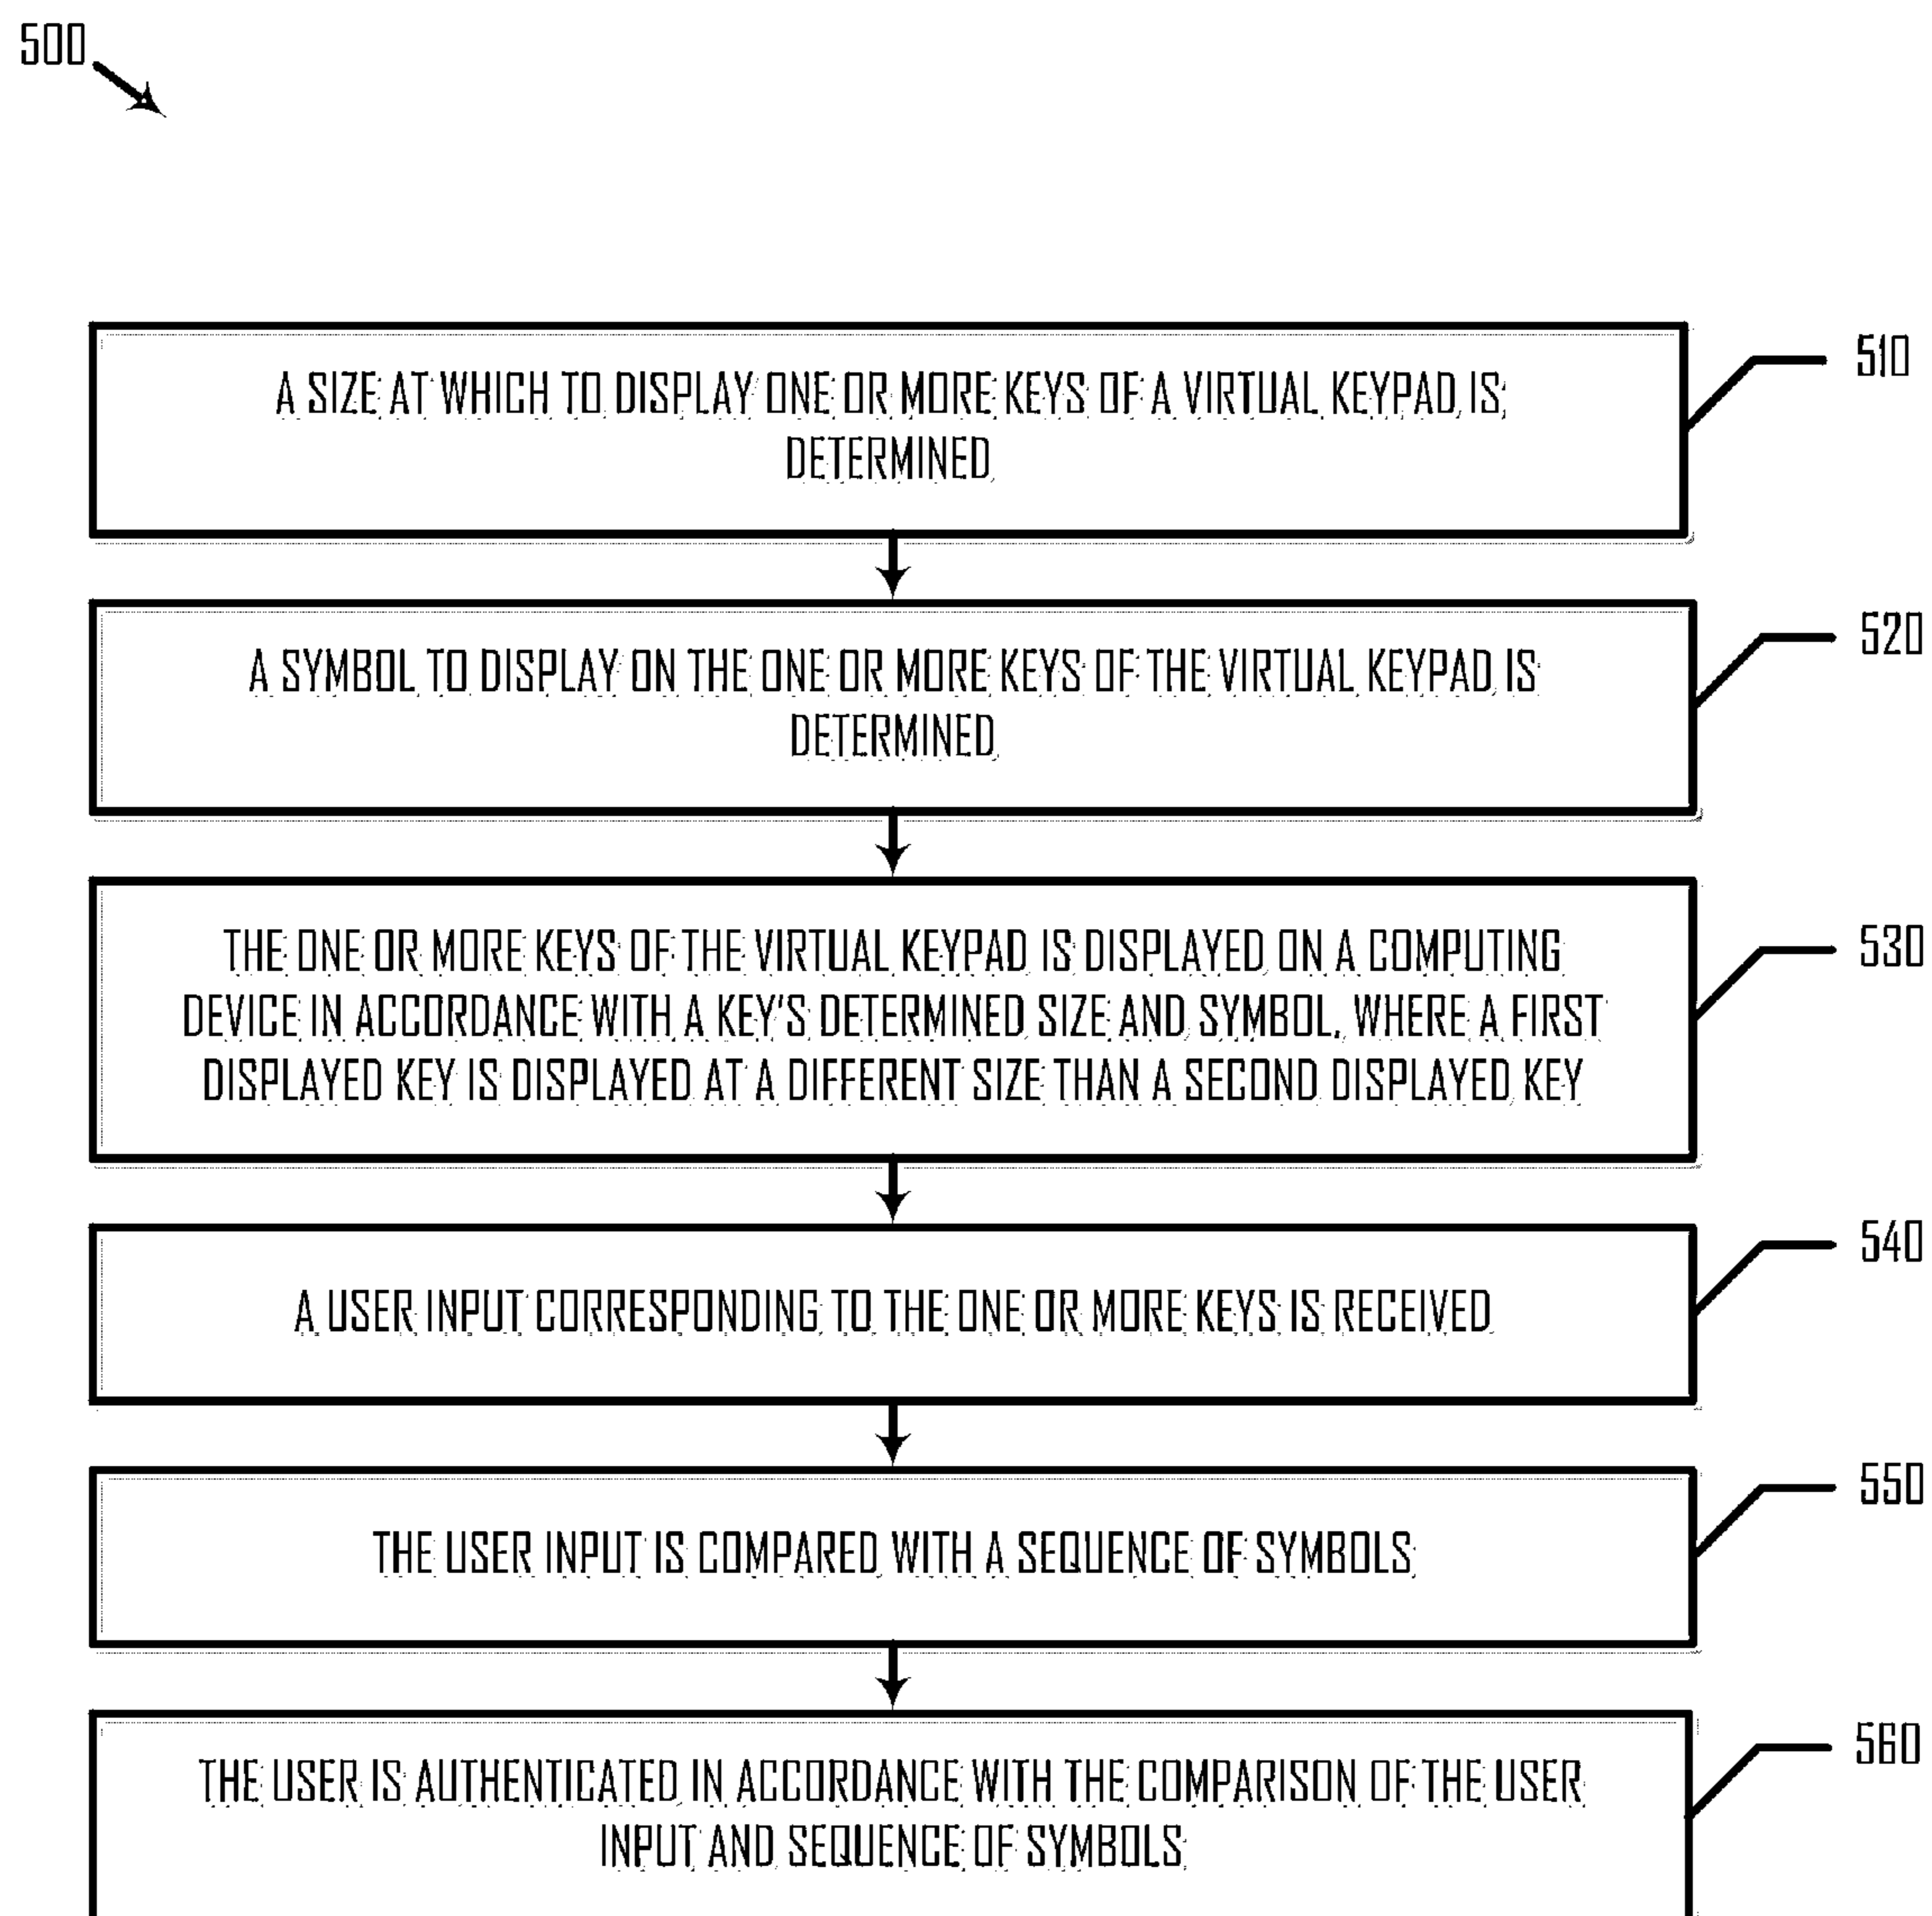 500
A SIZE AT WHICH TO DISPLAY ONE OR MORE KEYS OF A VIRTUAL KEYPAD IS
DETERMINED
510
A SYMBOL TO DISPLAY ON THE ONE OR MORE KEYS OF THE VIRTUAL KEYPAD IS
DETERMINED
520
THE ONE OR MORE KEYS OF THE VIRTUAL KEYPAD IS DISPLAYED ON A COMPUTING
DEVICE IN ACCORDANCE WITH A KEY'S DETERMINED SIZE AND SYMBOL, WHERE A FIRST
DISPLAYED KEY IS DISPLAYED AT A DIFFERENT SIZE THAN A SECOND DISPLAYED KEY
530
A USER INPUT CORRESPONDING TO THE ONE OR MORE KEYS IS RECEIVED
540
THE USER INPUT IS COMPARED WITH A SEQUENCE OF SYMBOLS
550
THE USER IS AUTHENTICATED IN ACCORDANCE WITH THE COMPARISON OF THE USER
INPUT AND SEQUENCE OF SYMBOLS
560